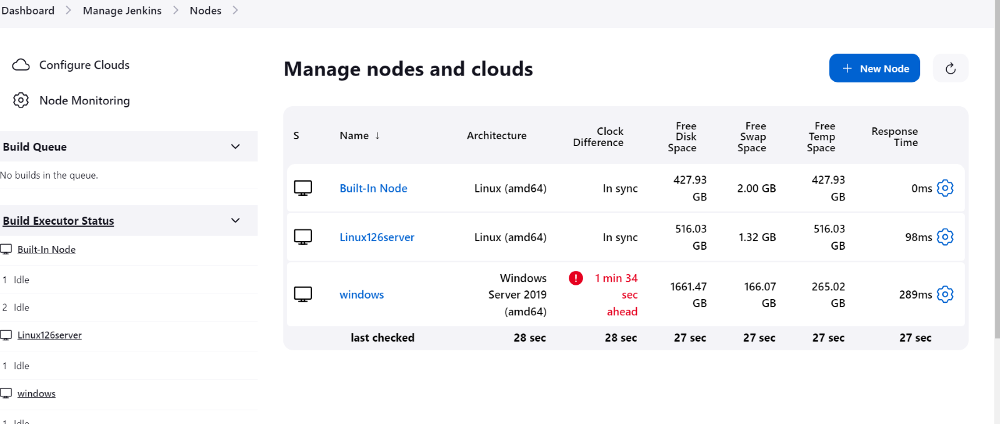 Dashboard > Manage Jenkins > Nodes >
Configure Clouds
Node Monitoring
Build Queue
No builds in the queue.
Build Executor Status
Built-In Node
1 Idle
2 Idle
Linux126server
1 Idle
windows
1 Idle
Manage nodes and clouds
+ New Node
S Name ↓ Architecture Clock Difference Free Disk Space Free Swap Space Free Temp Space Response Time
Built-In Node Linux (amd64) In sync 427.93 GB 2.00 GB 427.93 GB 0ms
Linux126server Linux (amd64) In sync 516.03 GB 1.32 GB 516.03 GB 98ms
windows Windows Server 2019 (amd64) 1 min 34 sec ahead 1661.47 GB 166.07 GB 265.02 GB 289ms
last checked 28 sec 28 sec 27 sec 27 sec 27 sec 27 sec